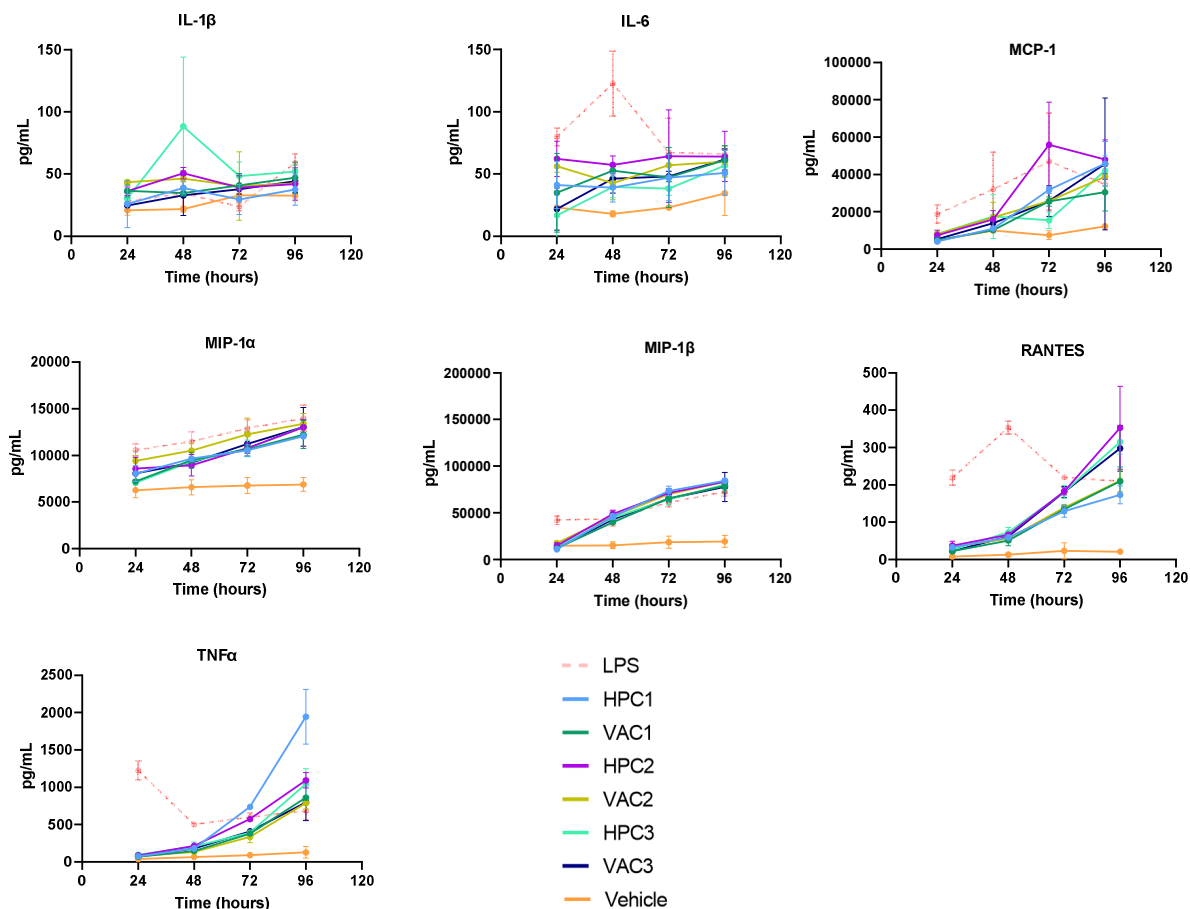 IL-1β
150
100
50
0
pg/mL
0 24 48 72 96 120
Time (hours)
IL-6
150
100
50
0
pg/mL
0 24 48 72 96 120
Time (hours)
MCP-1
100000
80000
60000
40000
20000
0
pg/mL
0 24 48 72 96 120
Time (hours)
MIP-1α
20000
15000
10000
5000
0
pg/mL
0 24 48 72 96 120
Time (hours)
MIP-1β
200000
150000
100000
50000
0
pg/mL
0 24 48 72 96 120
Time (hours)
RANTES
500
400
300
200
100
0
pg/mL
0 24 48 72 96 120
Time (hours)
TNFα
2500
2000
1500
1000
500
0
pg/mL
0 24 48 72 96 120
Time (hours)
LPS
HPC1
VAC1
HPC2
VAC2
HPC3
VAC3
Vehicle